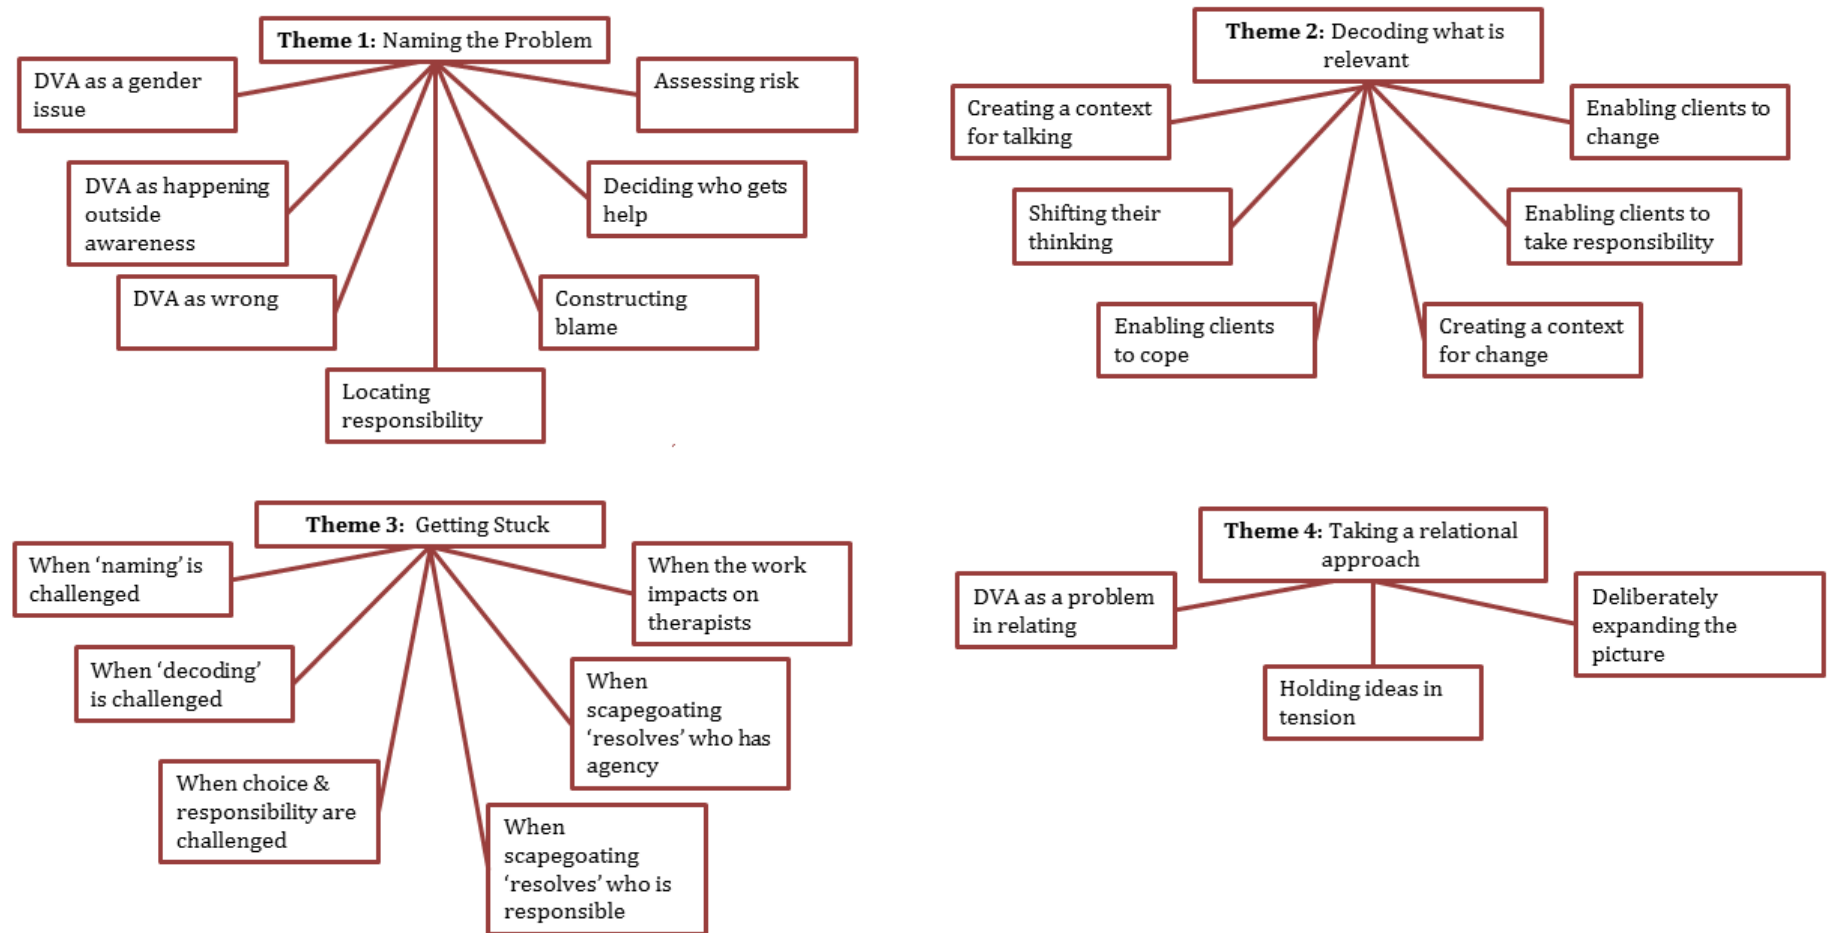 Theme 1: Naming the Problem
DVA as a gender
issue
DVA as happening
outside
awareness
DVA as wrong
Locating
responsibility
Constructing
blame
Deciding who gets
help
Assessing risk
Theme 2: Decoding what is
relevant
Creating a context
for talking
Shifting their
thinking
Enabling clients
to cope
Creating a context
for change
Enabling clients to
take responsibility
Enabling clients to
change
Theme 3: Getting Stuck
When ‘naming’ is
challenged
When ‘decoding’
is challenged
When choice &
responsibility are
challenged
When
scapegoating
‘resolves’ who is
responsible
When
scapegoating
‘resolves’ who has
agency
When the work
impacts on
therapists
Theme 4: Taking a relational
approach
DVA as a problem
in relating
Holding ideas in
tension
Deliberately
expanding the
picture